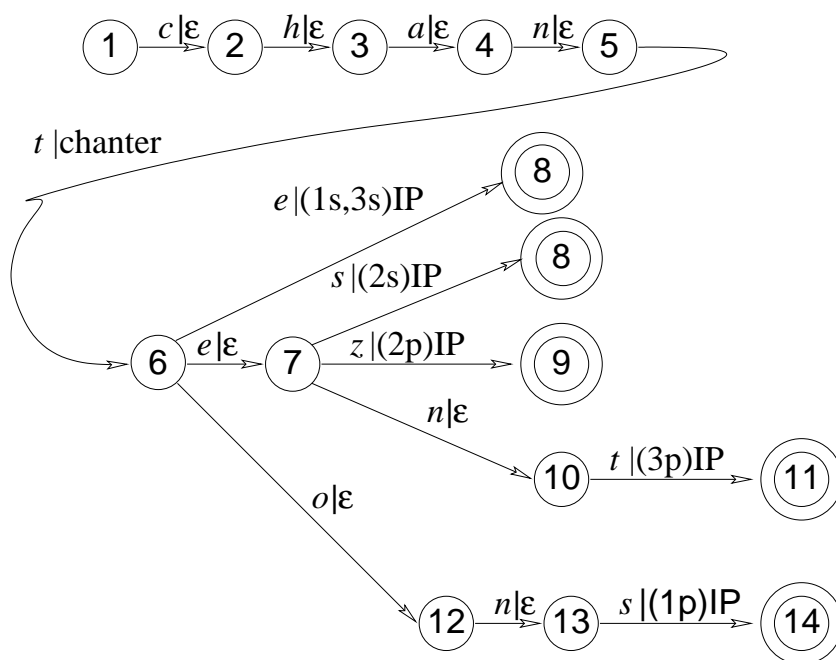 c|ε h|ε a|ε n|ε
1 2 3 4 5
t |chanter
8
e |(1s,3s)IP
8
s |(2s)IP
e|ε z |(2p)IP
6 7 9
n|ε
t |(3p)IP
10 11
o|ε
n|ε s |(1p)IP
12 13 14